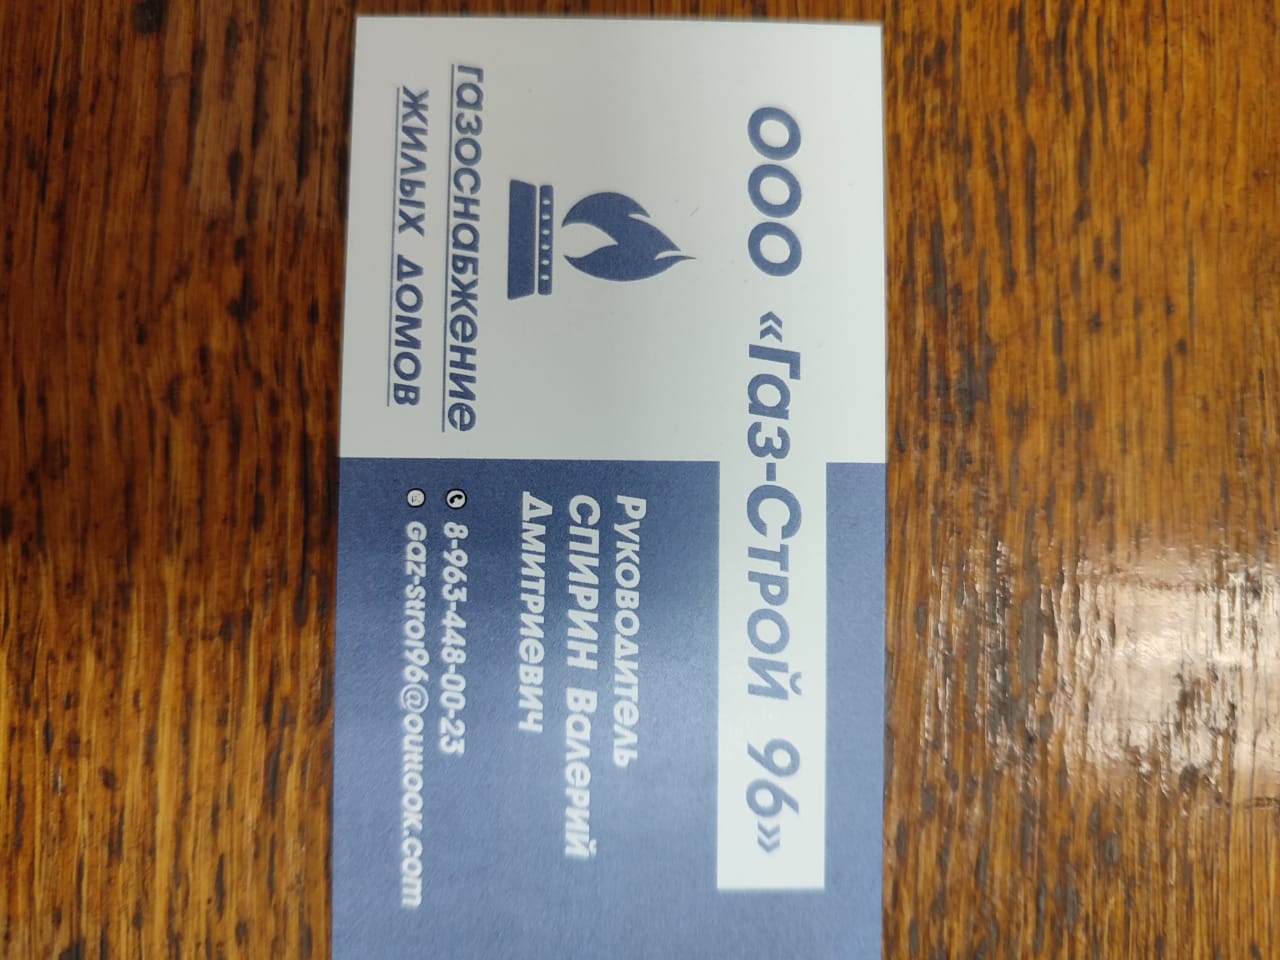 ООО «Газ-Строй 96»
Газоснабжение
жилых домов
Руководитель
СПИРИН Валерий
Дмитриевич
8-963-448-00-23
gaz-stroi96@outlook.com